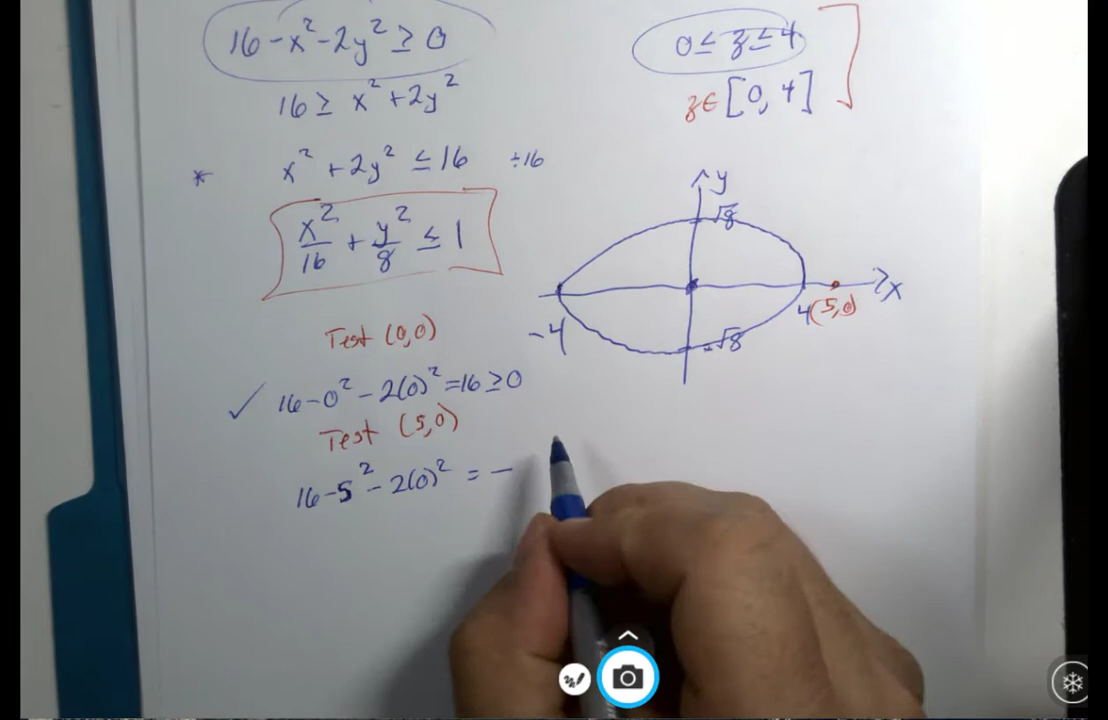 16-x²-2y² ≥ 0
16 ≥ x²+2y²
* x²+2y² ≤ 16 ÷16
x²/16 + y²/8 ≤ 1
Test (0,0)
✓ 16-0²-2(0)²=16≥0
Test (5,0)
16-5²-2(0)² = -
0 ≤ z ≤ 4
z∈ [0,4]
y
√8
-4
4 (5,0)
x
-√8